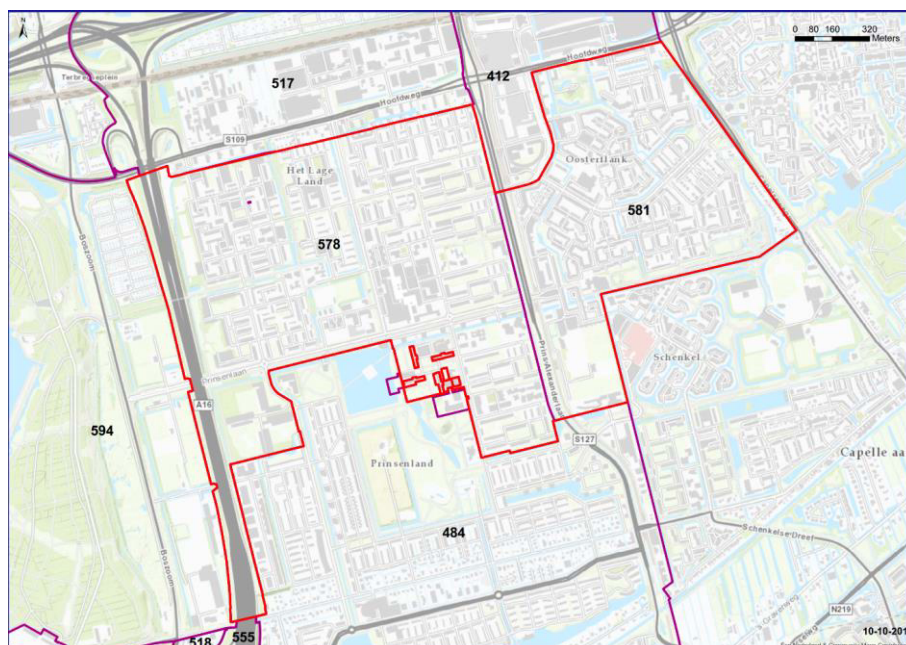 N
0 80 160 320
Meters
Terbregseplein
517
412
Hoofdweg
Hoofdweg
S109
Het Lage
Land
Oosterflank
581
578
Boszoom
Prinsenlaan
Prins Alexanderlaan
Schenkel
A16
594
S127
Prinsenland
Capelle aa
484
Schenkelse Dreef
Boszoom
N219
10-10-201
518
555